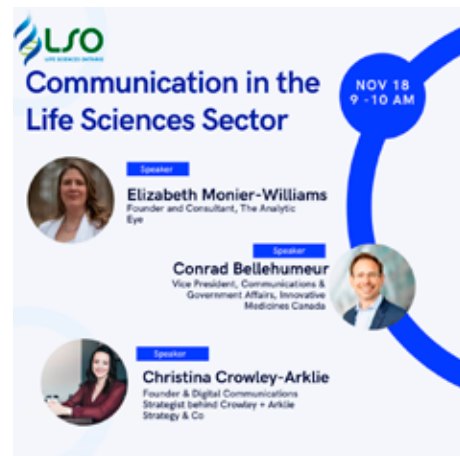 LSO
LIFE SCIENCES ONTARIO
Communication in the
Life Sciences Sector
NOV 18
9 -10 AM
Speaker
Elizabeth Monier-Williams
Founder and Consultant, The Analytic
Eye
Speaker
Conrad Bellehumeur
Vice President, Communications &
Government Affairs, Innovative
Medicines Canada
Speaker
Christina Crowley-Arklie
Founder & Digital Communications
Strategist behind Crowley + Arklie
Strategy & Co